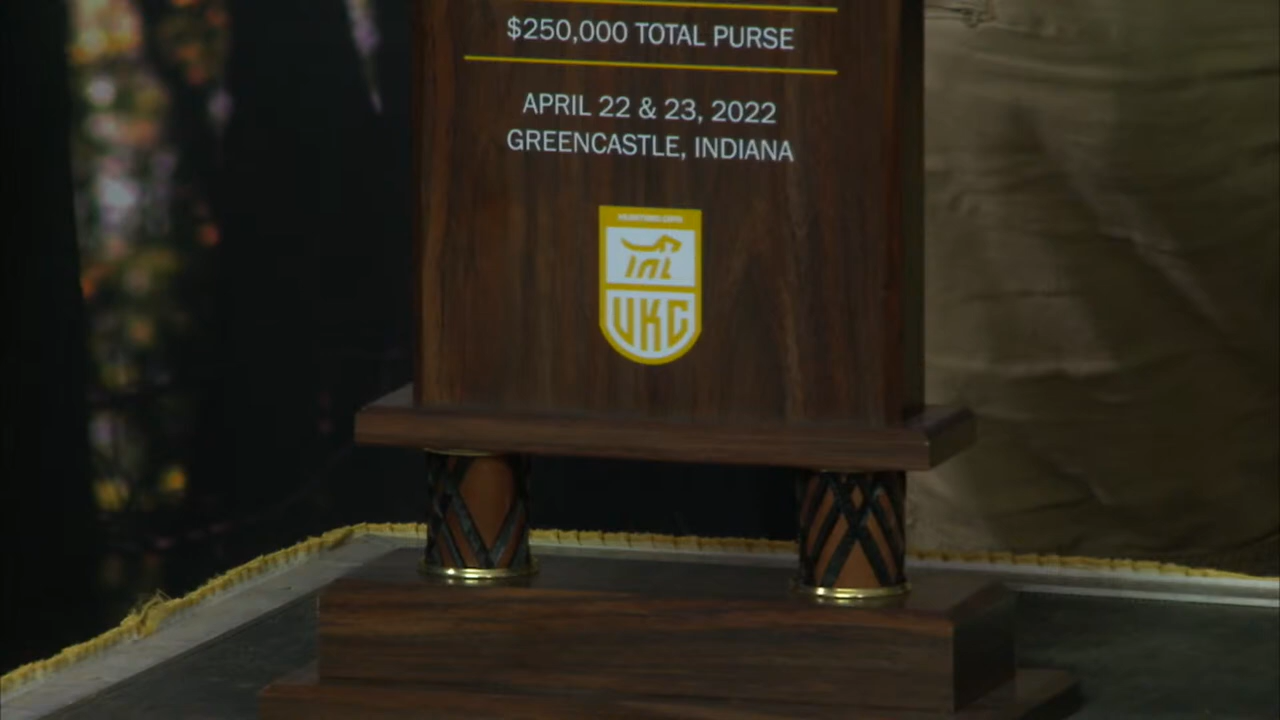 $250,000 TOTAL PURSE
APRIL 22 & 23, 2022
GREENCASTLE, INDIANA
UKC